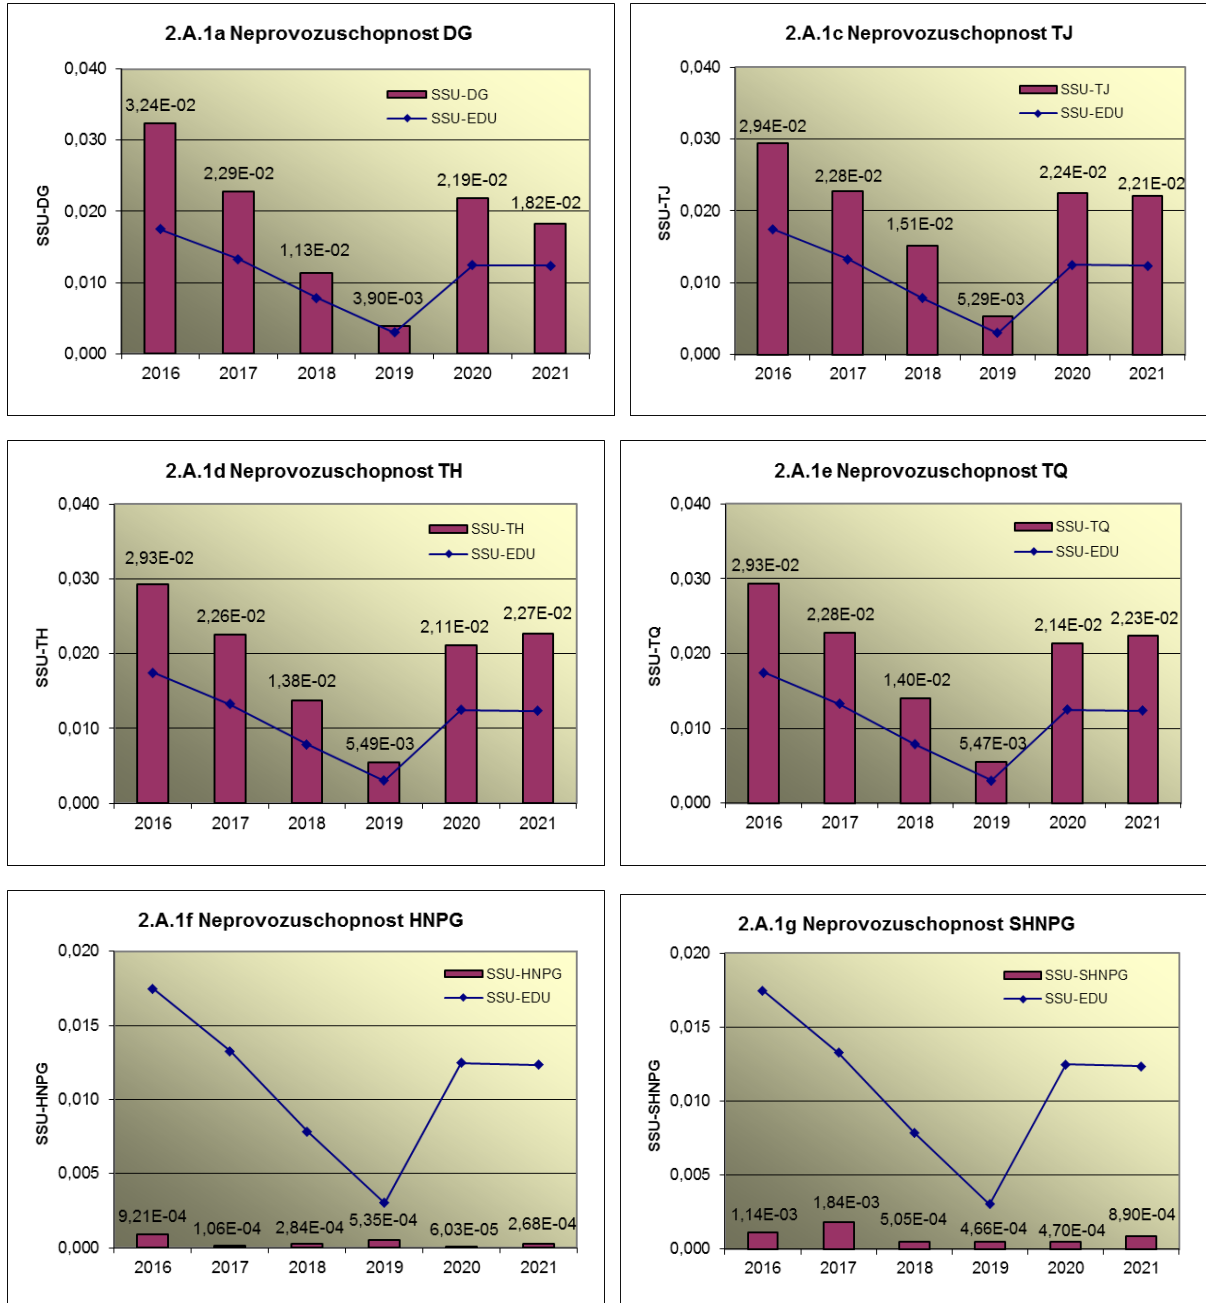 2.A.1a Neprovozuschopnost DG
0,040
0,030
0,020
0,010
0,000
SSU-DG
SSU-DG
SSU-EDU
3,24E-02
2,29E-02
1,13E-02
3,90E-03
2,19E-02
1,82E-02
2016 2017 2018 2019 2020 2021
2.A.1c Neprovozuschopnost TJ
0,040
0,030
0,020
0,010
0,000
SSU-TJ
SSU-TJ
SSU-EDU
2,94E-02
2,28E-02
1,51E-02
5,29E-03
2,24E-02
2,21E-02
2016 2017 2018 2019 2020 2021
2.A.1d Neprovozuschopnost TH
0,040
0,030
0,020
0,010
0,000
SSU-TH
SSU-TH
SSU-EDU
2,93E-02
2,26E-02
1,38E-02
5,49E-03
2,11E-02
2,27E-02
2016 2017 2018 2019 2020 2021
2.A.1e Neprovozuschopnost TQ
0,040
0,030
0,020
0,010
0,000
SSU-TQ
SSU-TQ
SSU-EDU
2,93E-02
2,28E-02
1,40E-02
5,47E-03
2,14E-02
2,23E-02
2016 2017 2018 2019 2020 2021
2.A.1f Neprovozuschopnost HNPG
0,020
0,015
0,010
0,005
0,000
SSU-HNPG
SSU-HNPG
SSU-EDU
9,21E-04
1,06E-04
2,84E-04
5,35E-04
6,03E-05
2,68E-04
2016 2017 2018 2019 2020 2021
2.A.1g Neprovozuschopnost SHNPG
0,020
0,015
0,010
0,005
0,000
SSU-SHNPG
SSU-SHNPG
SSU-EDU
1,14E-03
1,84E-03
5,05E-04
4,66E-04
4,70E-04
8,90E-04
2016 2017 2018 2019 2020 2021